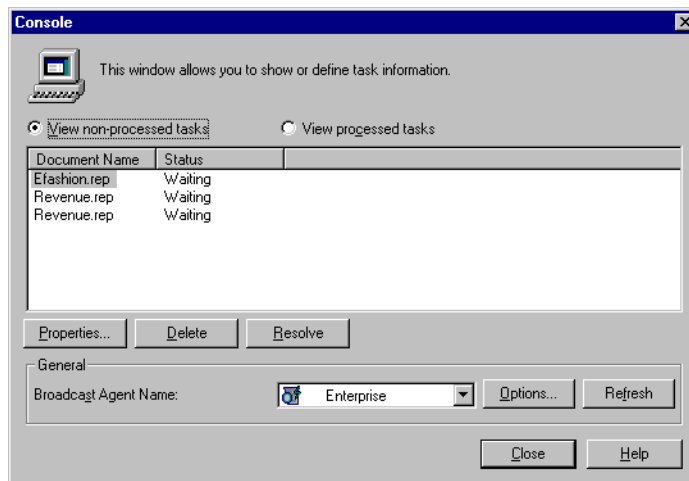 Console
This window allows you to show or define task information.
View non-processed tasks View processed tasks
Document Name Status
Efashion.rep Waiting
Revenue.rep Waiting
Revenue.rep Waiting
Properties... Delete Resolve
General
Broadcast Agent Name: Enterprise Options... Refresh
Close Help